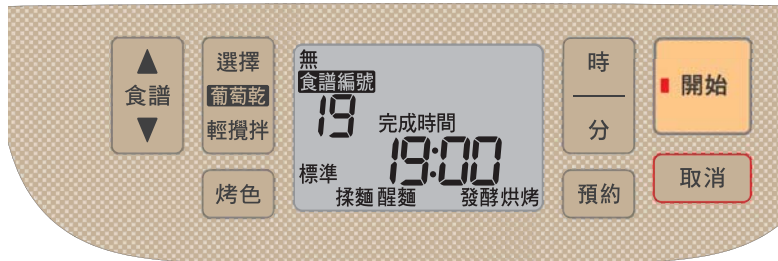 食譜
選擇
葡萄乾
輕攪拌
烤色
無
食譜編號
19
完成時間
19:00
標準
揉麵 醒麵 發酵 烘烤
時
分
預約
開始
取消